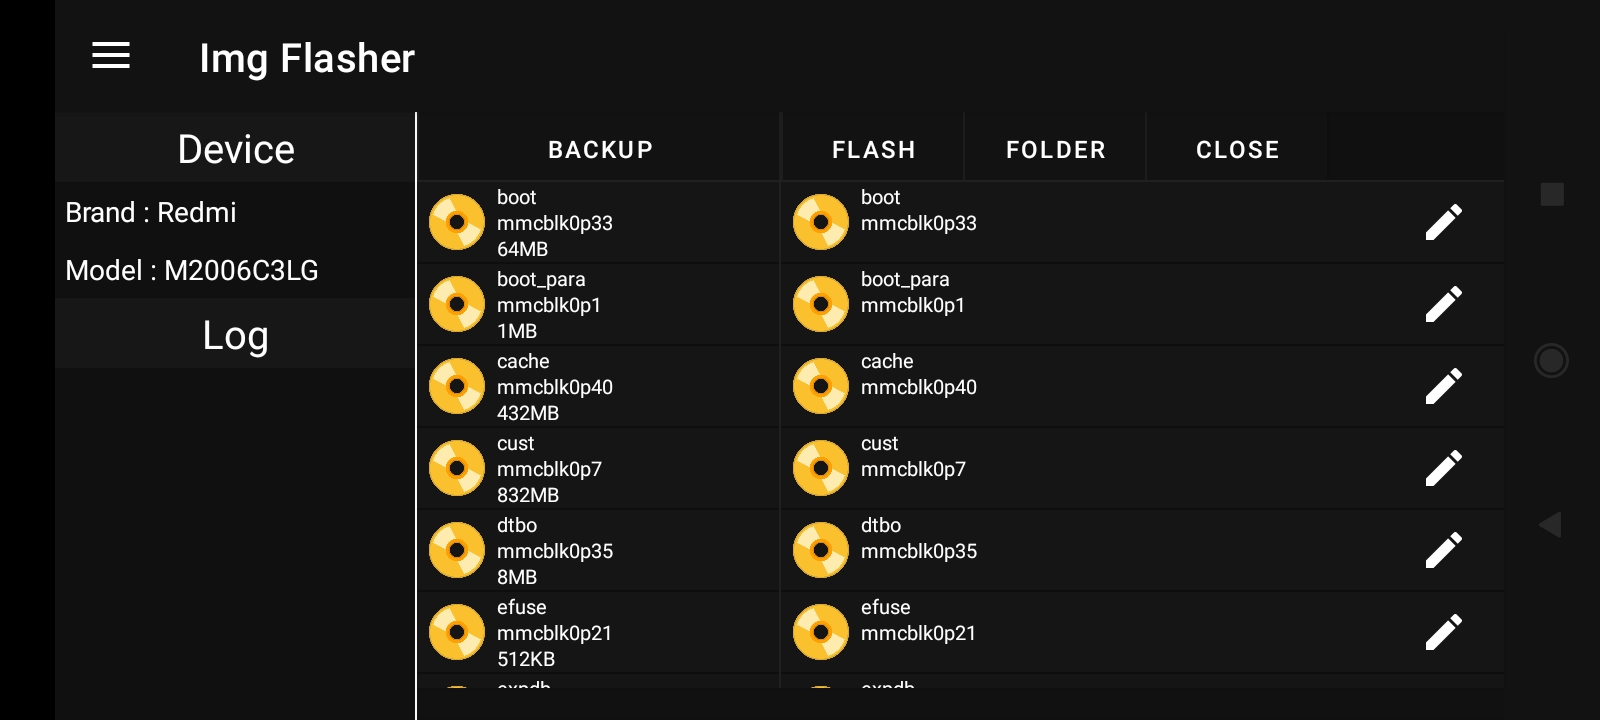 Img Flasher
Device
Brand : Redmi
Model : M2006C3LG
Log
BACKUP
boot
mmcblk0p33
64MB
boot_para
mmcblk0p1
1MB
cache
mmcblk0p40
432MB
cust
mmcblk0p7
832MB
dtbo
mmcblk0p35
8MB
efuse
mmcblk0p21
512KB
FLASH
FOLDER
CLOSE
boot
mmcblk0p33
boot_para
mmcblk0p1
cache
mmcblk0p40
cust
mmcblk0p7
dtbo
mmcblk0p35
efuse
mmcblk0p21